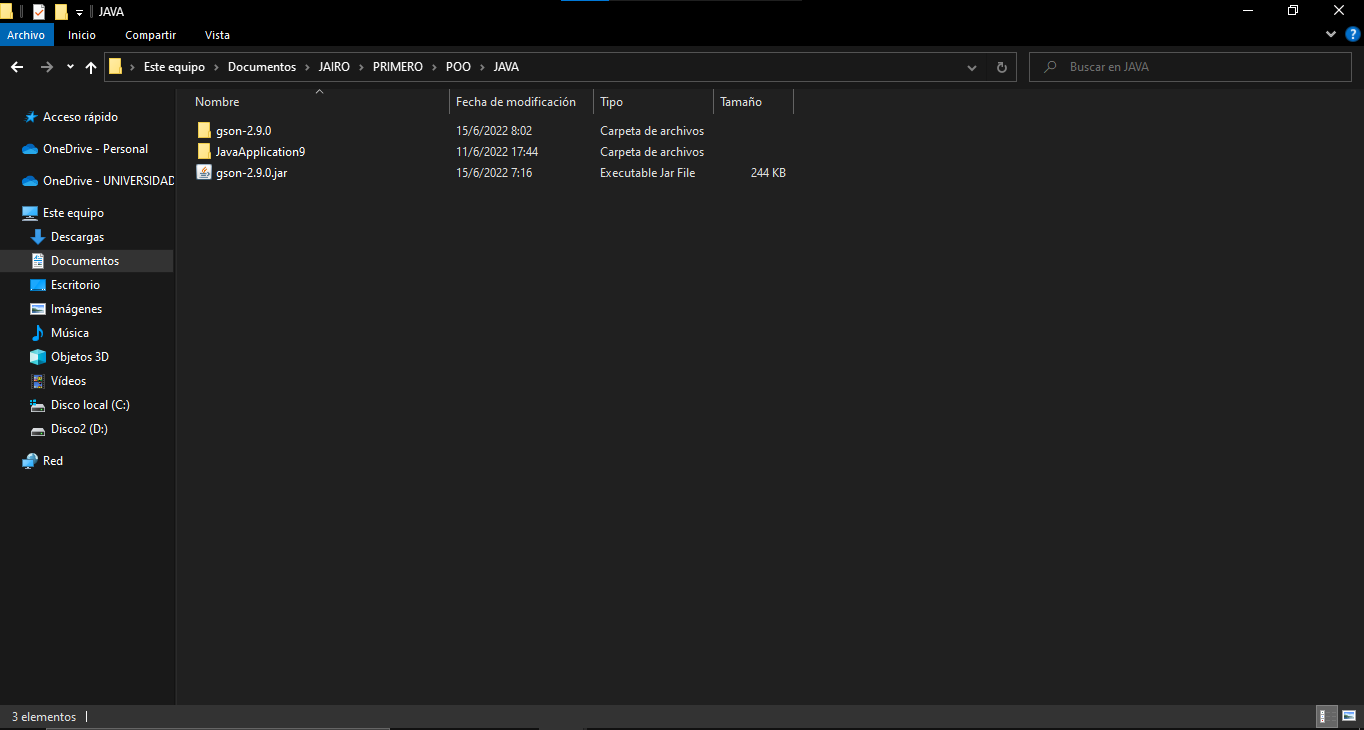 JAVA
Archivo Inicio Compartir Vista
Este equipo > Documentos > JAIRO > PRIMERO > POO > JAVA
Buscar en JAVA
Nombre Fecha de modificación Tipo Tamaño
gson-2.9.0 15/6/2022 8:02 Carpeta de archivos
JavaApplication9 11/6/2022 17:44 Carpeta de archivos
gson-2.9.0.jar 15/6/2022 7:16 Executable Jar File 244 KB
Acceso rápido
OneDrive - Personal
OneDrive - UNIVERSIDAD
Este equipo
Descargas
Documentos
Escritorio
Imágenes
Música
Objetos 3D
Vídeos
Disco local (C:)
Disco2 (D:)
Red
3 elementos